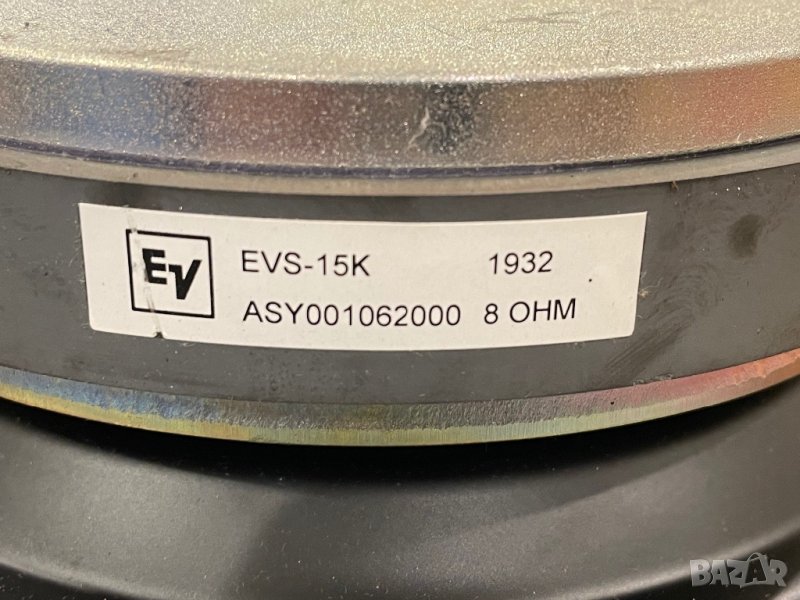 EV EVS-15K 1932
ASY001062000 8 OHM
BAZAR